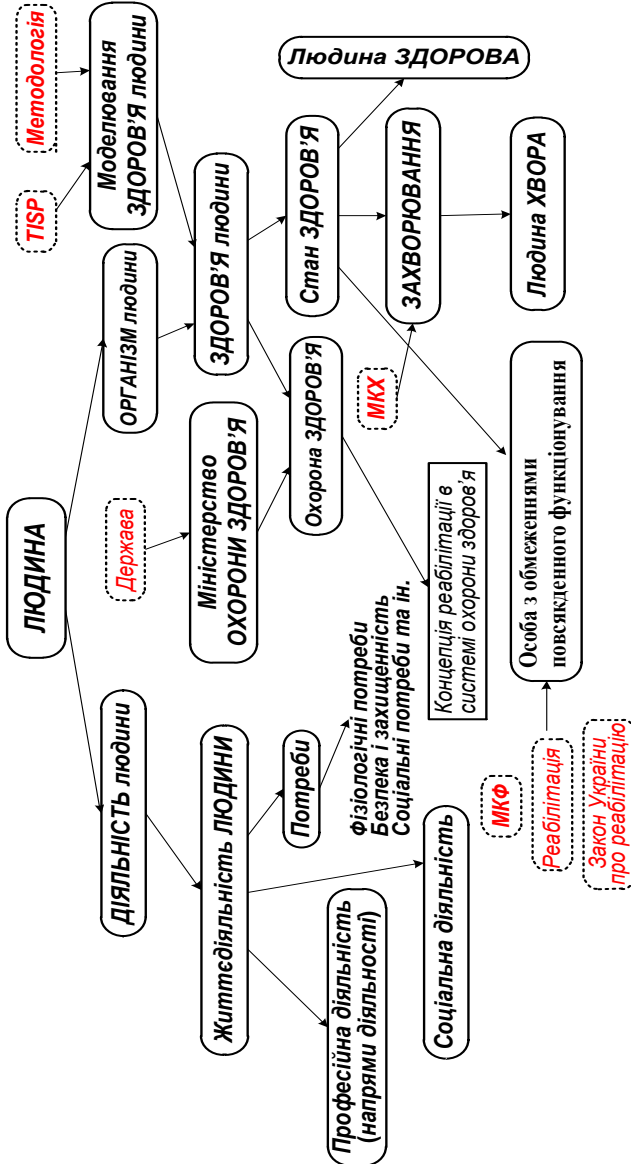 ЛЮДИНА
ДІЯЛЬНІСТЬ людини
Держава
ОРГАНІЗМ людини
TISP
Методологія
Моделювання
ЗДОРОВ'Я людини
Життєдіяльність ЛЮДИНИ
Міністерство
ОХОРОНИ ЗДОРОВ'Я
ЗДОРОВ'Я людини
Потреби
Охорона ЗДОРОВ'Я
Стан ЗДОРОВ'Я
Людина ЗДОРОВА
Професійна діяльність
(напрями діяльності)
Фізіологічні потреби
Безпека і захищенність
Соціальні потреби та ін.
МКХ
ЗАХВОРЮВАННЯ
Соціальна діяльність
Концепція реабілітації в
системі охорони здоров'я
МКФ
Реабілітація
Закон України
про реабілітацію
Особа з обмеженнями
повсякденного функціонування
Людина ХВОРА